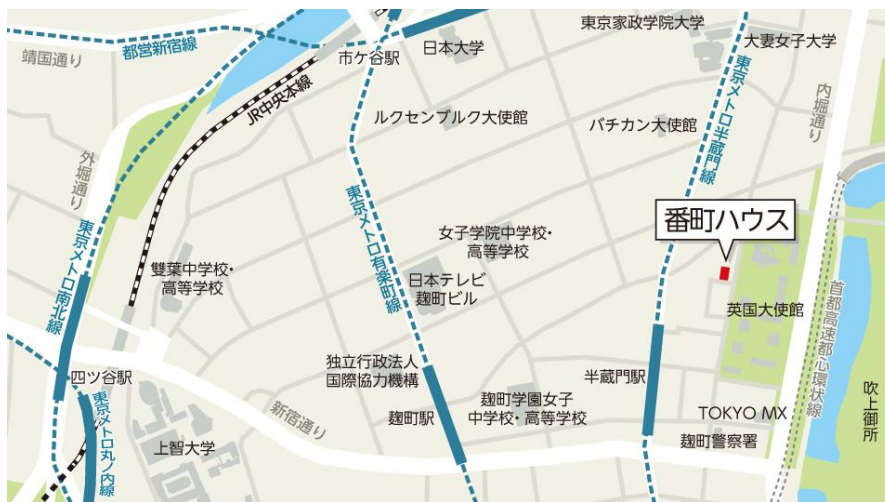 東京家政学院大学
大妻女子大学
靖国通り
都営新宿線
市ケ谷駅
日本大学
JR中央本線
ルクセンブルク大使館
バチカン大使館
東京メトロ半蔵門線
内堀通り
外堀通り
東京メトロ南北線
東京メトロ有楽町線
番町ハウス
雙葉中学校・
高等学校
女子学院中学校・
高等学校
日本テレビ
麹町ビル
英国大使館
首都高速都心環状線
独立行政法人
国際協力機構
半蔵門駅
四ツ谷駅
東京メトロ丸ノ内線
新宿通り
麹町駅
麹町学園女子
中学校・高等学校
TOKYO MX
吹上御所
上智大学
麹町警察署